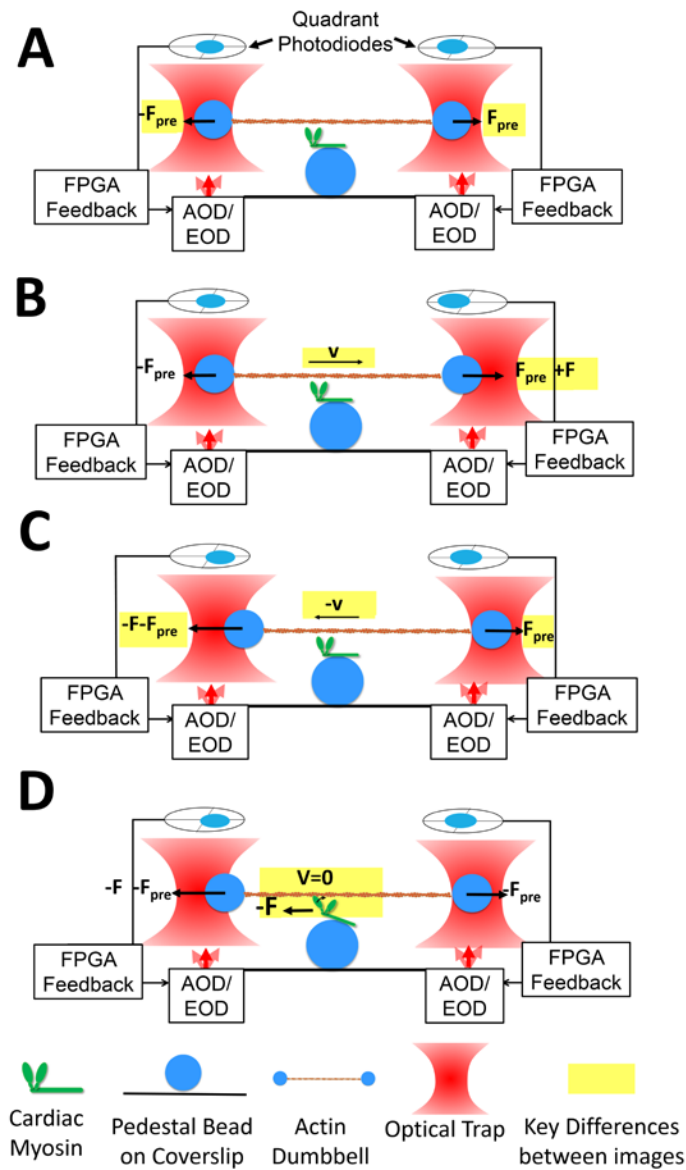 A
Quadrant
Photodiodes
-Fpre
Fpre
FPGA
Feedback
AOD/
EOD
AOD/
EOD
FPGA
Feedback
B
v
-Fpre
Fpre +F
FPGA
Feedback
AOD/
EOD
AOD/
EOD
FPGA
Feedback
C
-v
-F-Fpre
Fpre
FPGA
Feedback
AOD/
EOD
AOD/
EOD
FPGA
Feedback
D
V=0
-F -Fpre
-F
-Fpre
FPGA
Feedback
AOD/
EOD
AOD/
EOD
FPGA
Feedback
Cardiac
Myosin
Pedestal Bead
on Coverslip
Actin
Dumbbell
Optical Trap
Key Differences
between images